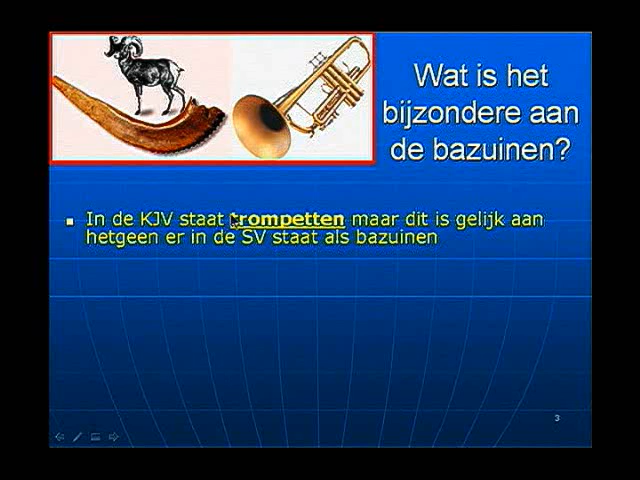 Wat is het
bijzondere aan
de bazuinen?
In de KJV staat trompetten maar dit is gelijk aan
hetgeen er in de SV staat als bazuinen
3